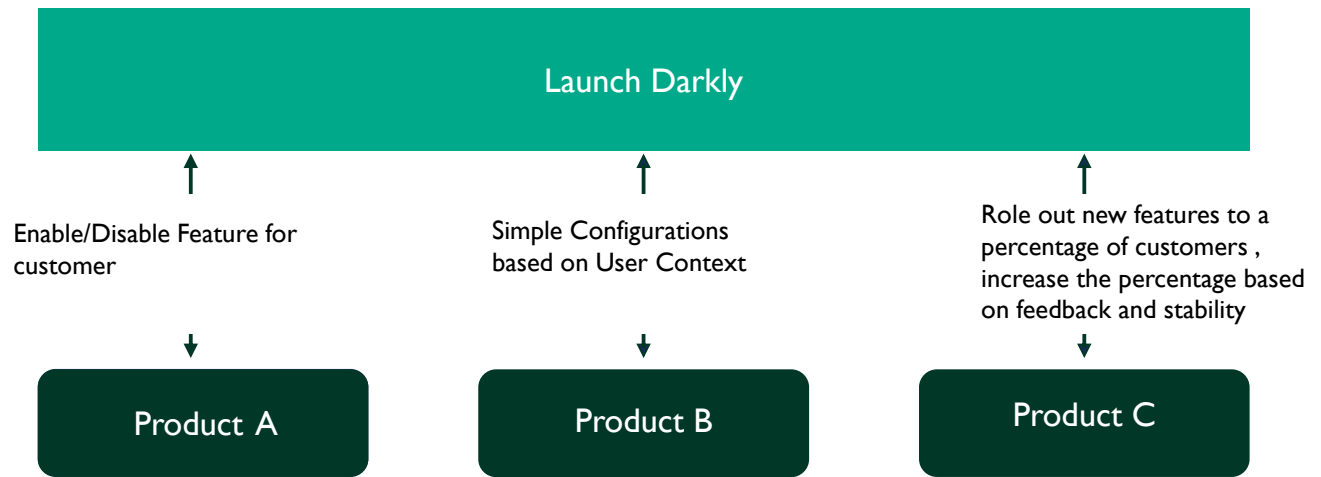 Launch Darkly
Enable/Disable Feature for
customer
Simple Configurations
based on User Context
Role out new features to a
percentage of customers ,
increase the percentage based
on feedback and stability
Product A
Product B
Product C